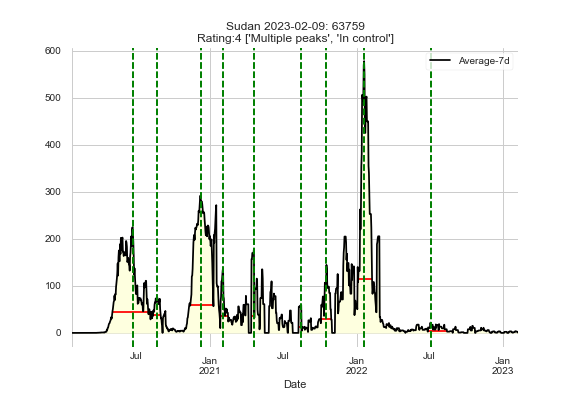 Sudan 2023-02-09: 63759
Rating:4 ['Multiple peaks', 'In control']
Average-7d
600
500
400
300
200
100
0
Jul
Jan
2021
Jul
Jan
2022
Jul
Jan
2023
Date